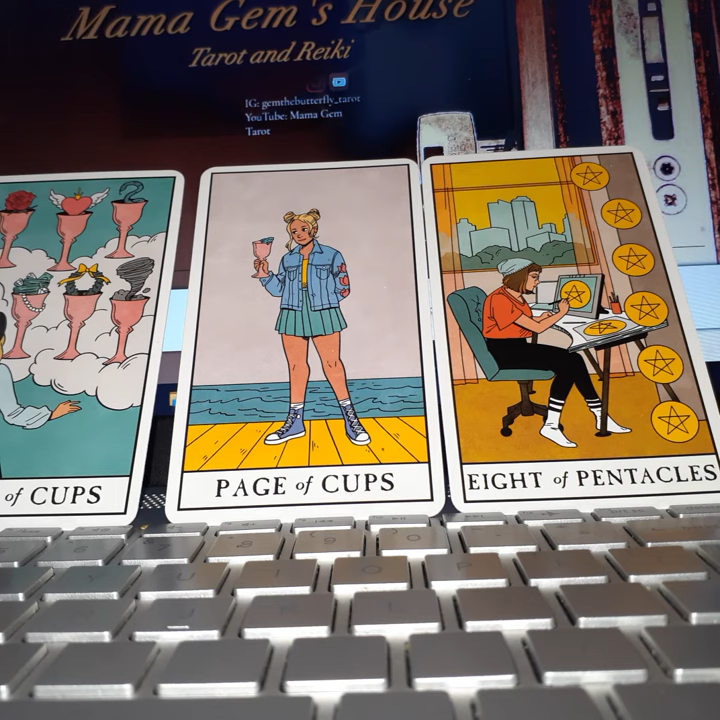 Mama Gem's House
Tarot and Reiki
IG: gemthebutterfly_tarot
YouTube: Mama Gem
Tarot
of CUPS
PAGE of CUPS
EIGHT of PENTACLES